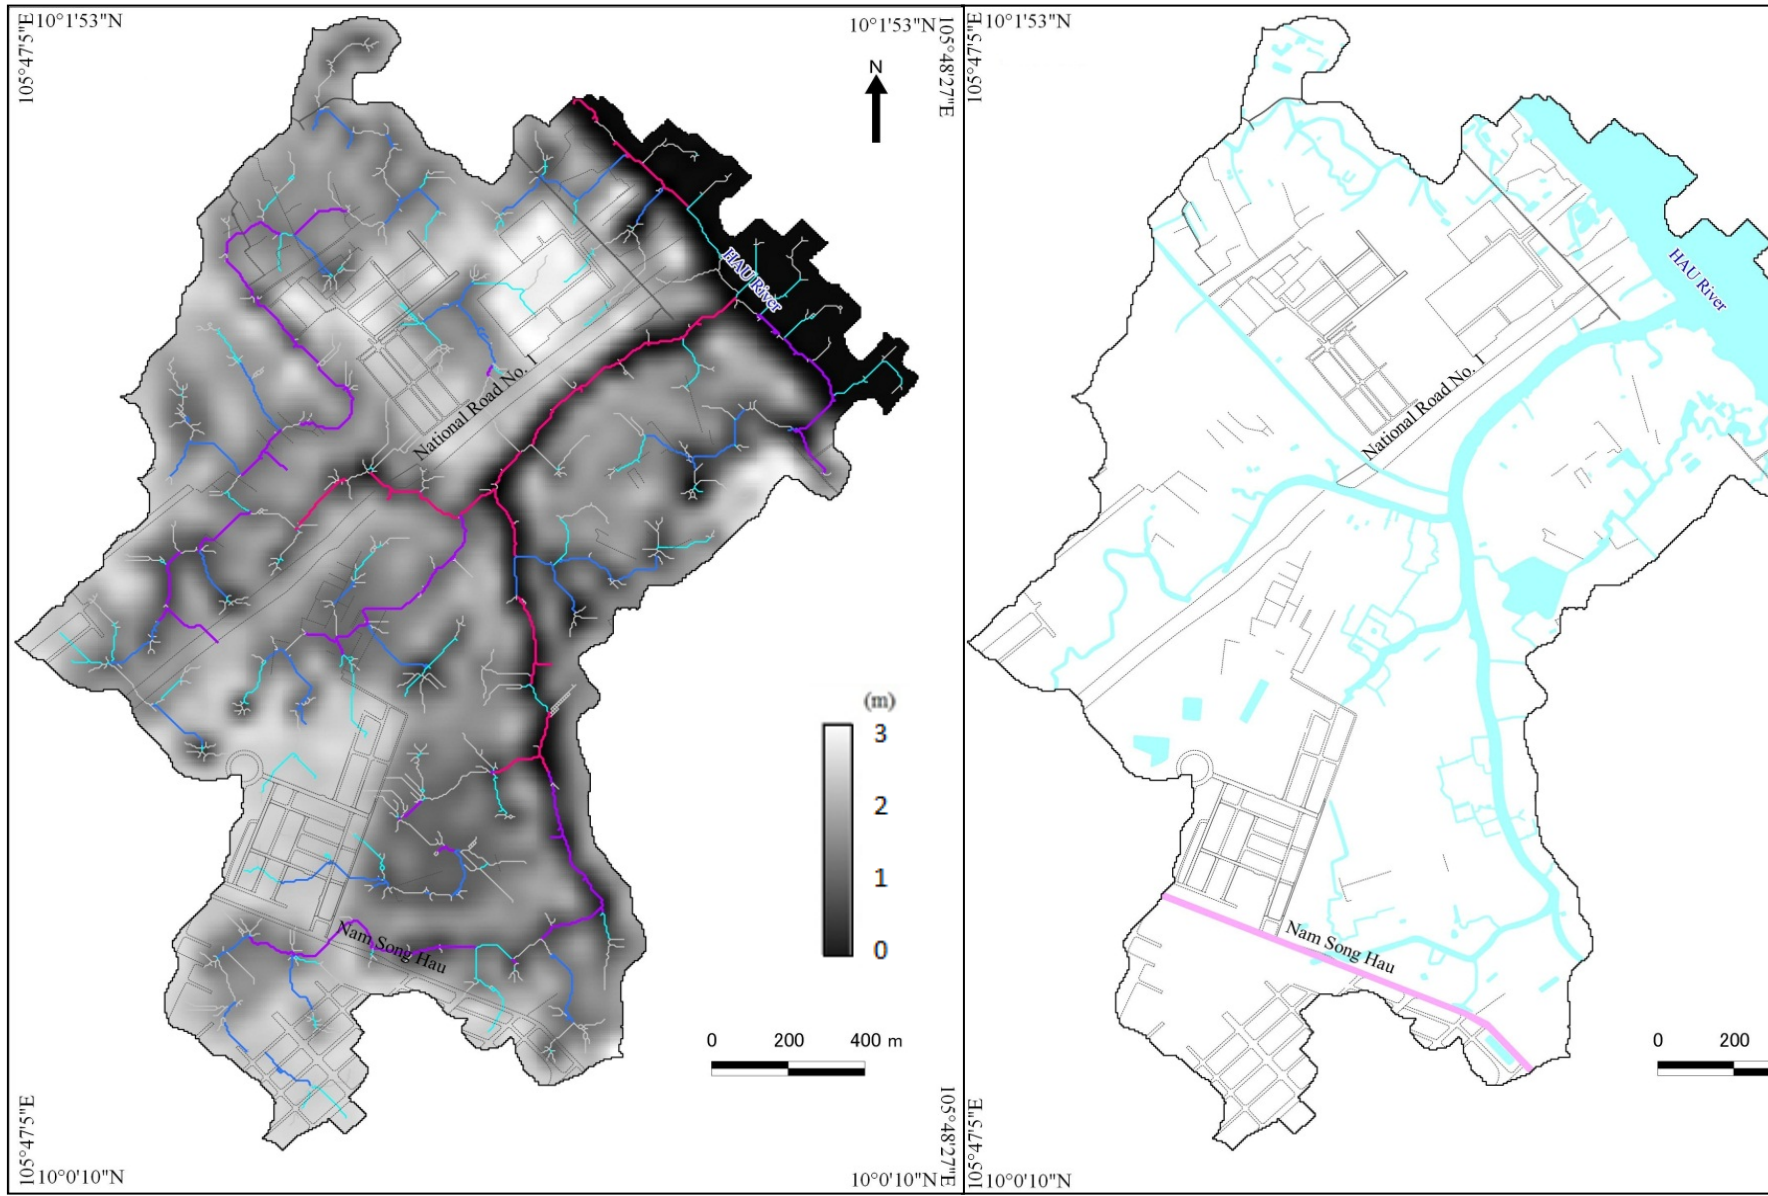 105°47'5"E
10°1'53"N
10°1'53"N
105°48'27"E
N
HAU River
National Road No. 1
(m)
3
2
1
0
Nam Song Hau
0 200 400 m
105°47'5"E
10°0'10"N
10°0'10"N
105°48'27"E
105°47'5"E
10°1'53"N
HAU River
National Road No. 1
Nam Song Hau
0 200
105°47'5"E
10°0'10"N